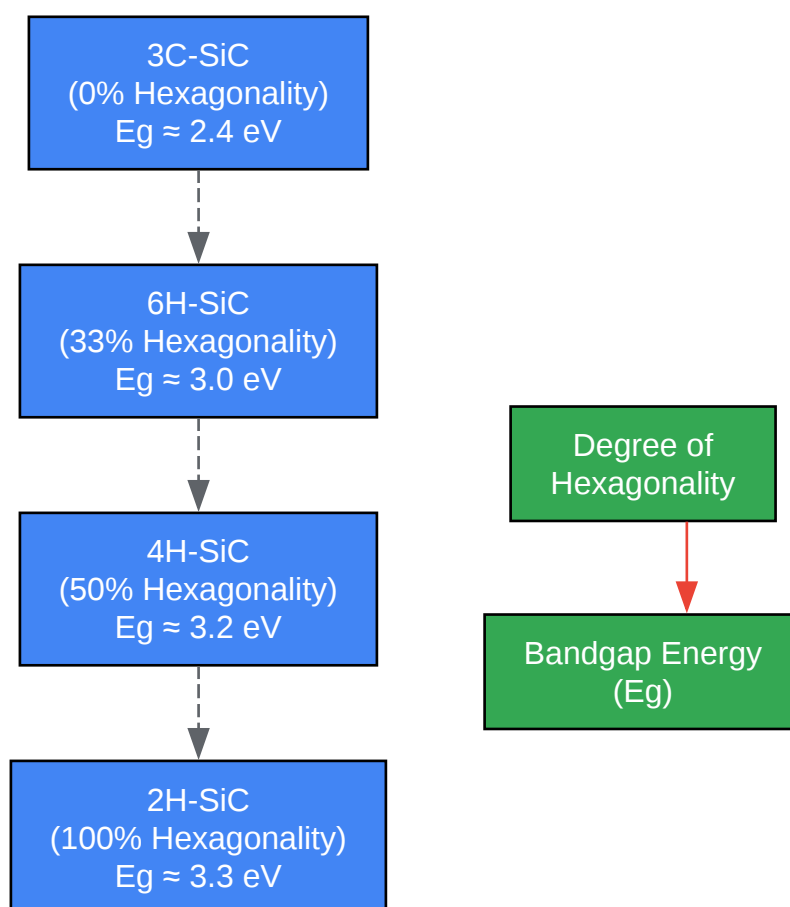 3C-SiC
(0% Hexagonality)
Eg ≈ 2.4 eV
6H-SiC
(33% Hexagonality)
Eg ≈ 3.0 eV
4H-SiC
(50% Hexagonality)
Eg ≈ 3.2 eV
2H-SiC
(100% Hexagonality)
Eg ≈ 3.3 eV
Degree of
Hexagonality
Bandgap Energy
(Eg)